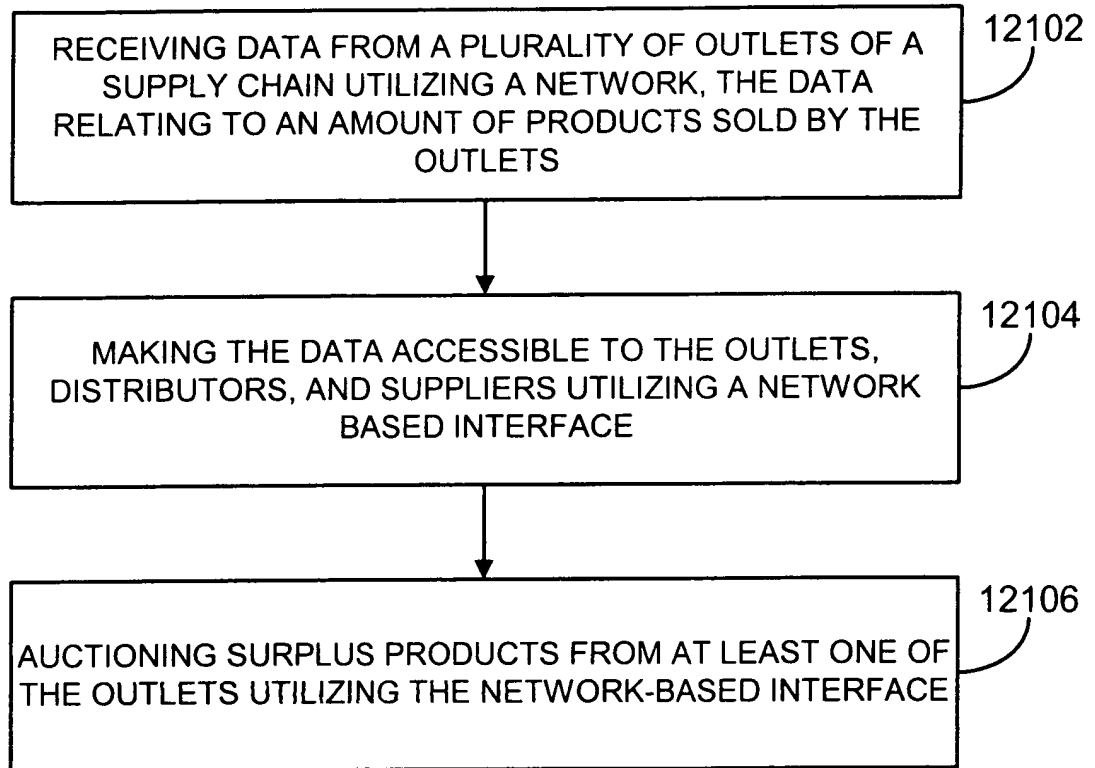 RECEIVING DATA FROM A PLURALITY OF OUTLETS OF A
SUPPLY CHAIN UTILIZING A NETWORK, THE DATA
RELATING TO AN AMOUNT OF PRODUCTS SOLD BY THE
OUTLETS
12102
MAKING THE DATA ACCESSIBLE TO THE OUTLETS,
DISTRIBUTORS, AND SUPPLIERS UTILIZING A NETWORK
BASED INTERFACE
12104
AUCTIONING SURPLUS PRODUCTS FROM AT LEAST ONE OF
THE OUTLETS UTILIZING THE NETWORK-BASED INTERFACE
12106